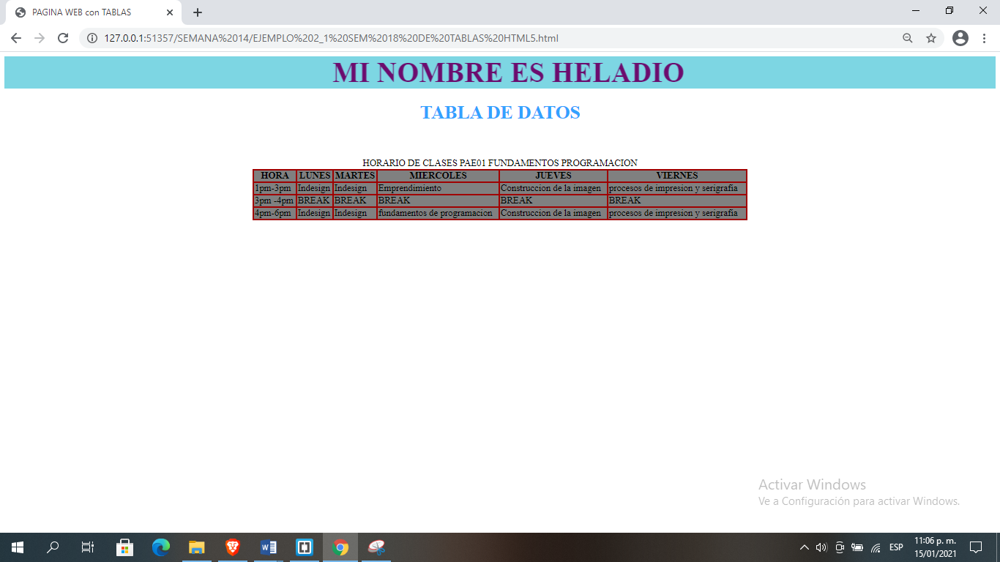 PAGINA WEB con TABLAS
127.0.0.1:51357/SEMANA%2014/EJEMPLO%202_1%20SEM%2018%20DE%20TABLAS%20HTML5.html
MI NOMBRE ES HELADIO
TABLA DE DATOS
HORARIO DE CLASES PAE01 FUNDAMENTOS PROGRAMACION
HORA LUNES MARTES MIERCOLES JUEVES VIERNES
1pm-3pm Indesign Indesign Emprendimiento Construccion de la imagen procesos de impresion y serigrafía
3pm -4pm BREAK BREAK BREAK BREAK BREAK
4pm-6pm Indesign Indesign fundamentos de programacion Construccion de la imagen procesos de impresion y serigrafía
Activar Windows
Ve a Configuración para activar Windows.
ESP
11:06 p. m.
15/01/2021